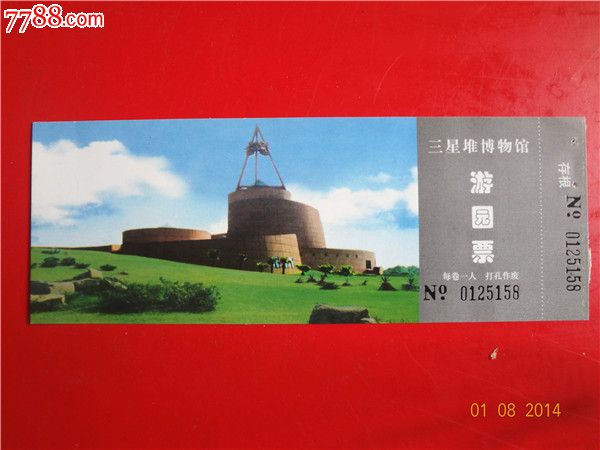 7788.com
三星堆博物馆
游园票
每卷一人 打孔作废
No 0125158
存根
No 0125158
01 08 2014